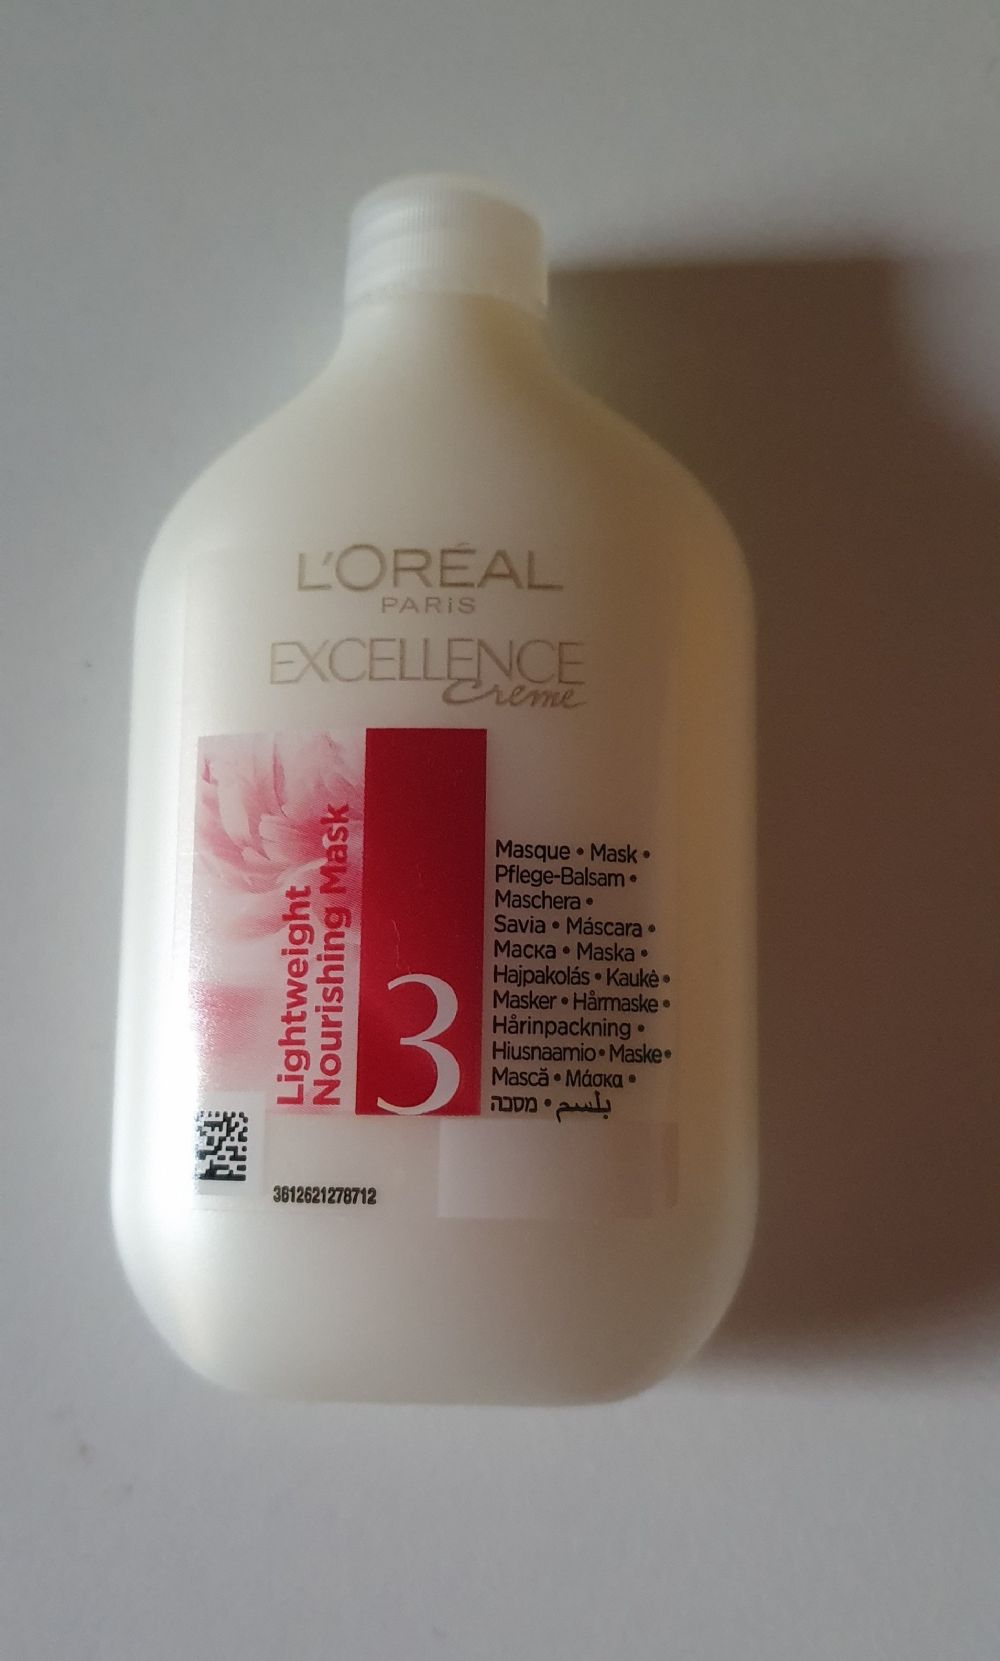 L'ORÉAL
PARiS
EXCELLENCE
Creme
Lightweight
Nourishing Mask
3
Masque • Mask •
Pflege-Balsam •
Maschera •
Savia • Máscara •
Маска • Maska •
Hajpakolás • Kaukė •
Masker • Hårmaske •
Hårinpackning •
Hiusnaamio • Maske •
Mască • Μάσκα •
מסכה • بلسم
3612621278712